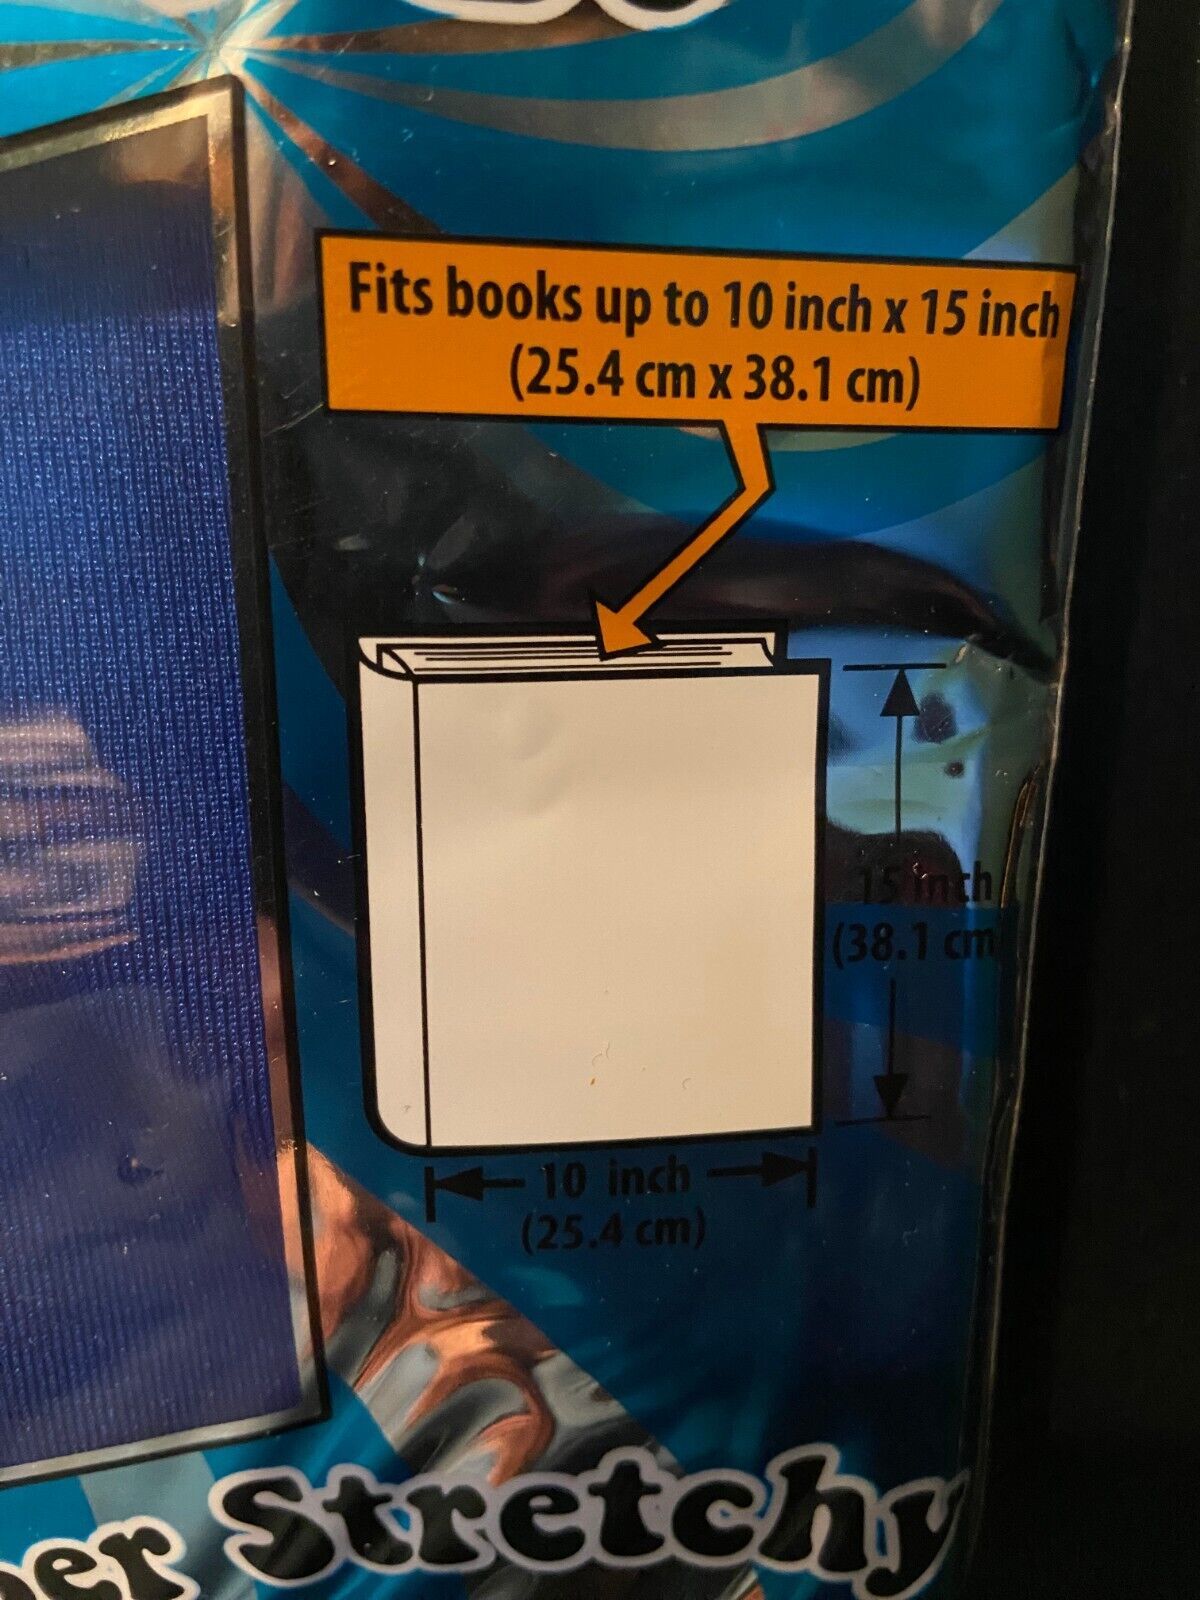 Fits books up to 10 inch x 15 inch
(25.4 cm x 38.1 cm)
15 inch
(38.1 cm
10 inch
(25.4 cm)
Stretchy